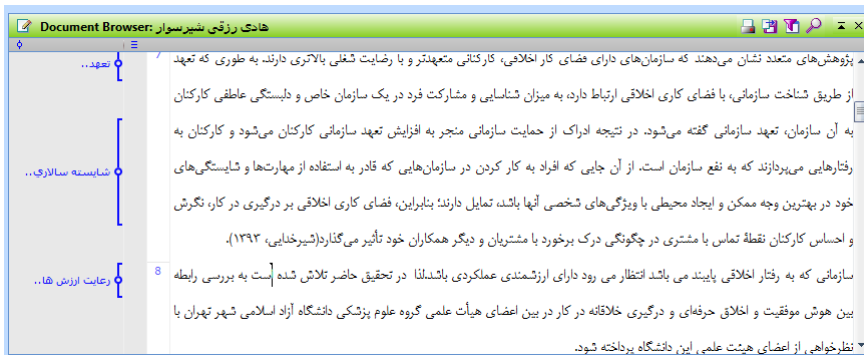 Document Browser: هادی رزقی شیرسوار
7
پژوهش‌های متعدد نشان می‌دهند که سازمان‌های دارای فضای کار اخلاقی، کارکنانی متعهدتر و با رضایت شغلی بالاتری دارند. به طوری که تعهد
تعهد..
از طریق شناخت سازمانی، با فضای کاری اخلاقی ارتباط دارد، به میزان شناسایی و مشارکت فرد در یک سازمان خاص و دلبستگی عاطفی کارکنان
به آن سازمان، تعهد سازمانی گفته می‌شود. در نتیجه ادراک از حمایت سازمانی منجر به افزایش تعهد سازمانی کارکنان می‌شود و کارکنان به
رفتارهایی می‌پردازند که به نفع سازمان است. از آن جایی که افراد به کار کردن در سازمان‌هایی که قادر به استفاده از مهارت‌ها و شایستگی‌های
شایسته سالاري..
خود در بهترین وجه ممکن و ایجاد محیطی با ویژگی‌های شخصی آنها باشد، تمایل دارند؛ بنابراین، فضای کاری اخلاقی بر درگیری در کار، نگرش
و احساس کارکنان نقطهٔ تماس با مشتری در چگونگی درک برخورد با مشتریان و دیگر همکاران خود تأثیر می‌گذارد(شیرخدایی، ۱۳۹۳).
8
سازمانی که به رفتار اخلاقی پایبند می باشد انتظار می رود دارای ارزشمندی عملکردی باشد.لذا در تحقیق حاضر تلاش شده است به بررسی رابطه
رعایت ارزش ها..
بین هوش موفقیت و اخلاق حرفه‌ای و درگیری خلاقانه در کار در بین اعضای هیأت علمی گروه علوم پزشکی دانشگاه آزاد اسلامی شهر تهران با
نظرخواهی از اعضای هیئت علمی این دانشگاه پرداخته شود.